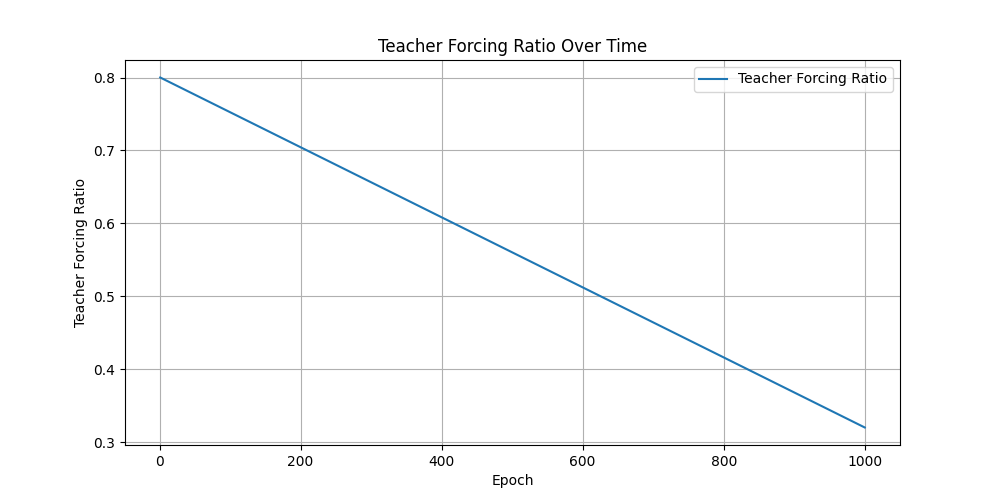 Teacher Forcing Ratio Over Time
Teacher Forcing Ratio
0.8
0.7
0.6
0.5
0.4
0.3
Teacher Forcing Ratio
0 200 400 600 800 1000
Epoch